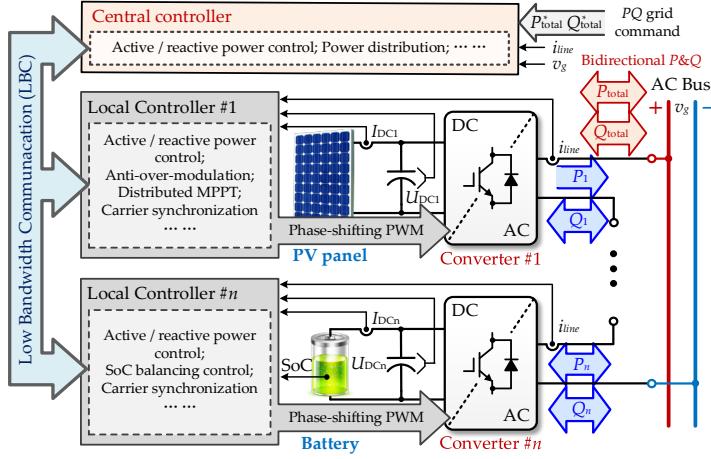 Central controller
Active / reactive power control; Power distribution; … …
P*total Q*total
PQ grid
command
iline
vg
Low Bandwidth Communacation (LBC)
Bidirectional P&Q
Ptotal
Qtotal
AC Bus
+ vg −
Local Controller #1
Active / reactive power
control;
Anti-over-modulation;
Distributed MPPT;
Carrier synchronization
… …
IDC1
UDC1
DC
AC
iline
P1
Q1
Phase-shifting PWM
PV panel
Converter #1
Local Controller #n
Active / reactive power
control;
SoC balancing control;
Carrier synchronization
… …
SoC
IDCn
UDCn
DC
AC
iline
Pn
Qn
Phase-shifting PWM
Battery
Converter #n